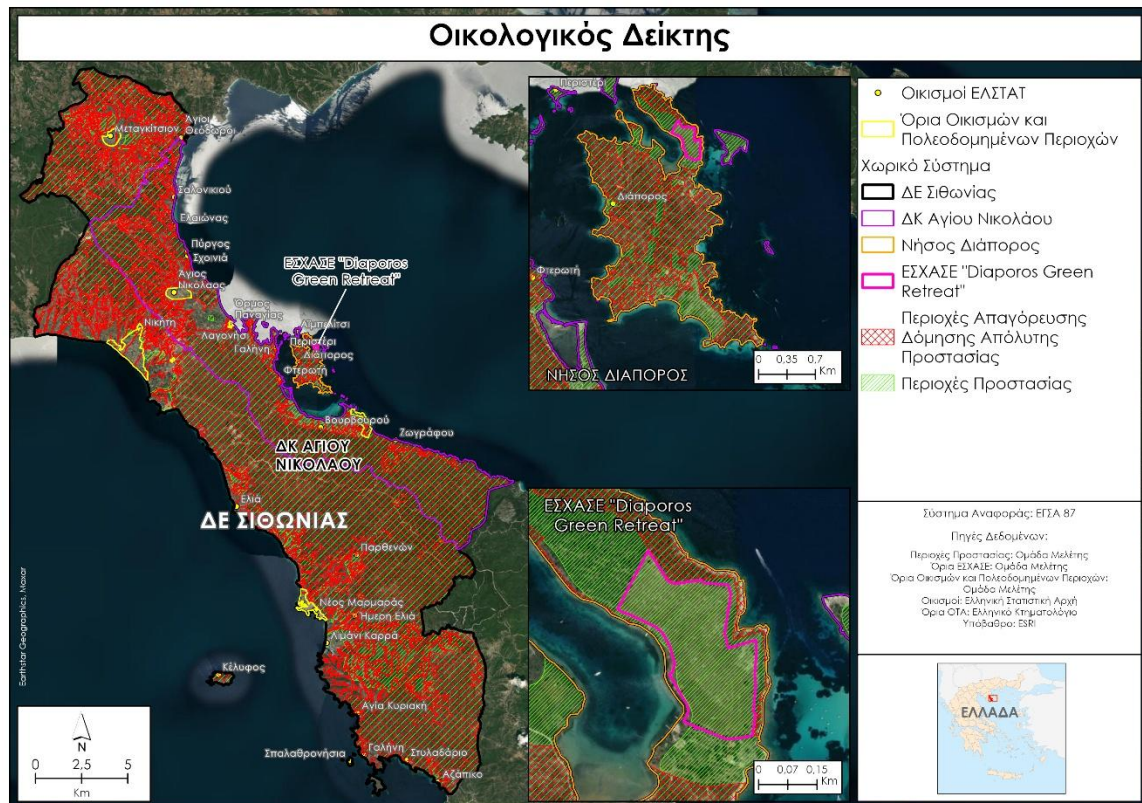 Οικολογικός Δείκτης
Μεταγκίτσιον
Άγιοι
Θεόδωροι
Σαλονικιού
Ελαιώνας
Πύργος
Σχοινιά
Άγιος
Νικόλαος
Νικήτη
ΕΣΧΑΣΕ "Diaporos
Green Retreat"
Όρμος
Παναγίας
Λαγονήσι
Γαλήνη
Αϊμπελίτσι
Περιστέρι
Διάπορος
Φτερωτή
Βουρβουρού
Ζωγράφου
ΔΚ ΑΓΙΟΥ
ΝΙΚΟΛΑΟΥ
Ελιά
ΔΕ ΣΙΘΩΝΙΑΣ
Παρθενών
Νέος Μαρμαράς
Ήμερη Ελιά
Λιμάνι Καρρά
Κέλυφος
Αγία Κυριακή
Σπαλαθρονήσια
Γαλήνη
Στυλαδάριο
Αζάπικο
Earthstar Geographics, Maxar
N
0 2,5 5
Km
Περιστέρ
Διάπορος
Φτερωτή
0 0,35 0,7
Km
ΝΗΣΟΣ ΔΙΑΠΟΡΟΣ
ΕΣΧΑΣΕ "Diaporos
Green Retreat"
0 0,07 0,15
Km
Οικισμοί ΕΛΣΤΑΤ
Όρια Οικισμών και
Πολεοδομημένων Περιοχών
Χωρικό Σύστημα
ΔΕ Σιθωνίας
ΔΚ Αγίου Νικολάου
Νήσος Διάπορος
ΕΣΧΑΣΕ "Diaporos Green
Retreat"
Περιοχές Απαγόρευσης
Δόμησης Απόλυτης
Προστασίας
Περιοχές Προστασίας
Σύστημα Αναφοράς: ΕΓΣΑ 87
Πηγές Δεδομένων:
Περιοχές Προστασίας: Ομάδα Μελέτης
Όρια ΕΣΧΑΣΕ: Ομάδα Μελέτης
Όρια Οικισμών και Πολεοδομημένων Περιοχών:
Ομάδα Μελέτης
Οικισμοί: Ελληνική Στατιστική Αρχή
Όρια ΟΤΑ: Ελληνικό Κτηματολόγιο
Υπόβαθρο: ESRI
ΕΛΛΑΔΑ